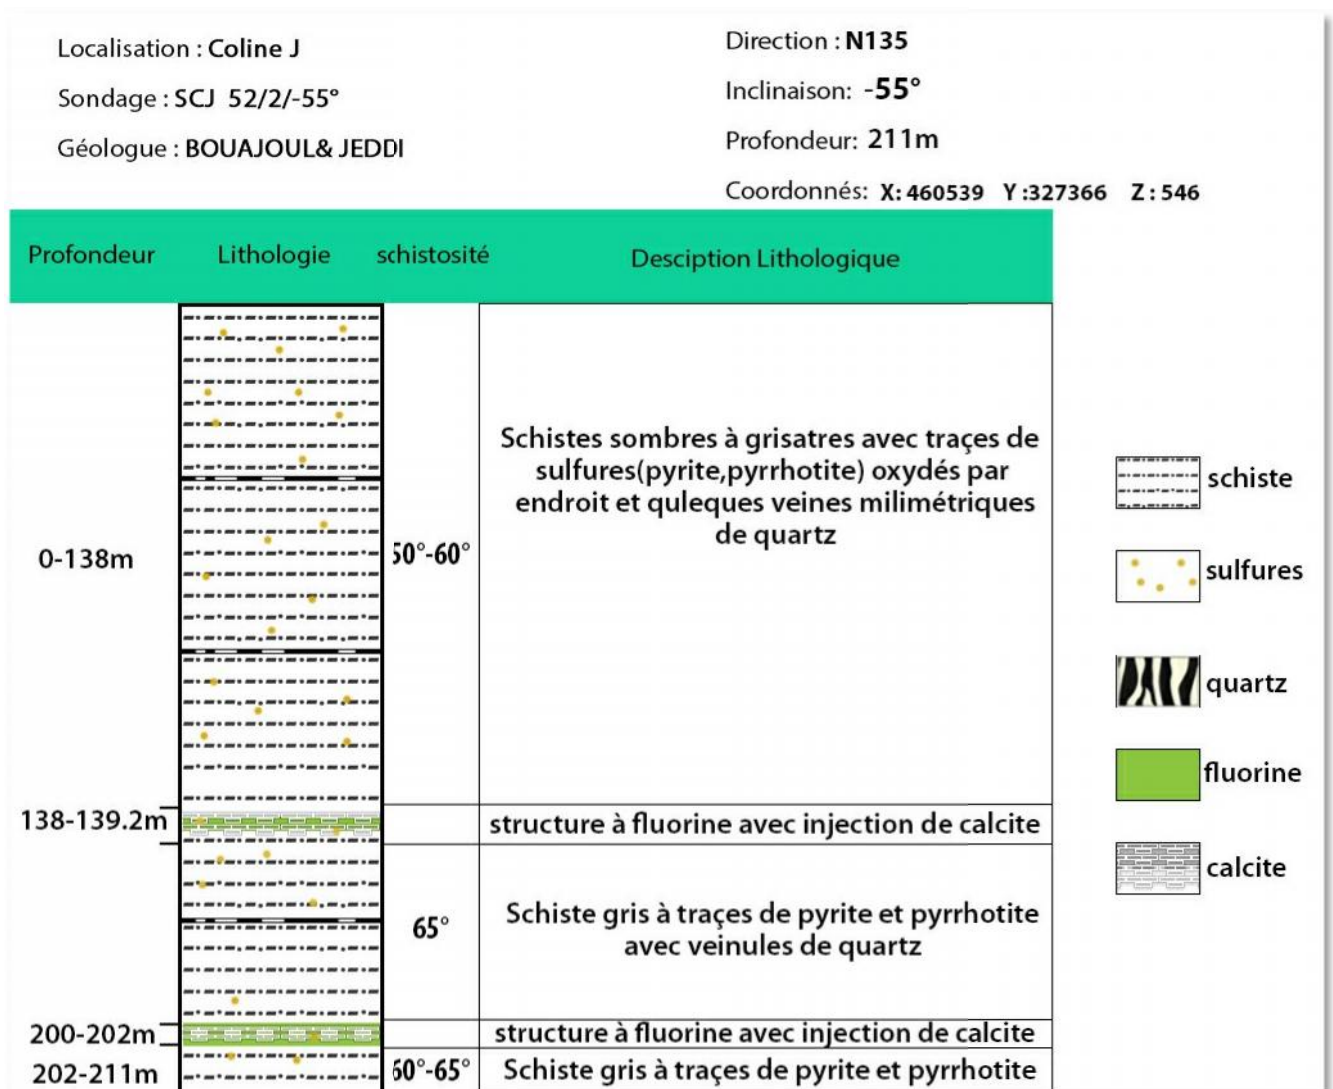 Localisation : Coline J
Sondage : SCJ 52/2/-55°
Géologue : BOUAJOUL& JEDDI
Direction : N135
Inclinaison: -55°
Profondeur: 211m
Coordonnés: X: 460539 Y :327366 Z : 546
Profondeur Lithologie schistosité Desciption Lithologique
0-138m
50°-60°
Schistes sombres à grisatres avec traçes de
sulfures(pyrite,pyrrhotite) oxydés par
endroit et quleques veines milimétriques
de quartz
138-139.2m
structure à fluorine avec injection de calcite
65°
Schiste gris à traçes de pyrite et pyrrhotite
avec veinules de quartz
200-202m
structure à fluorine avec injection de calcite
202-211m
60°-65°
Schiste gris à traçes de pyrite et pyrrhotite
schiste
sulfures
quartz
fluorine
calcite